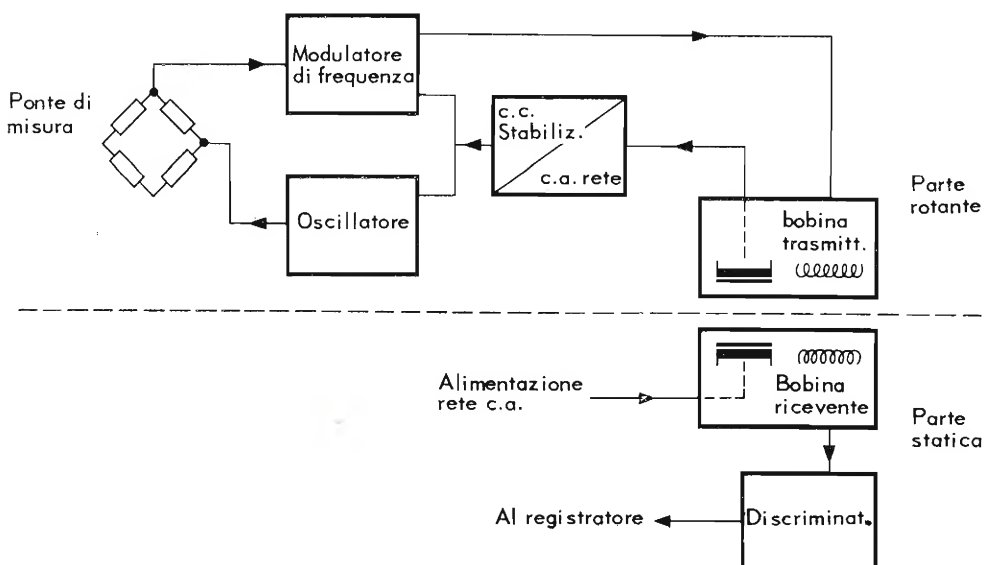 Modulatore
di frequenza
Ponte di
misura
c.c.
Stabiliz.
c.a. rete
Oscillatore
Parte
rotante
bobina
trasmitt.
Alimentazione
rete c.a.
Bobina
ricevente
Parte
statica
Al registratore
Discriminat.